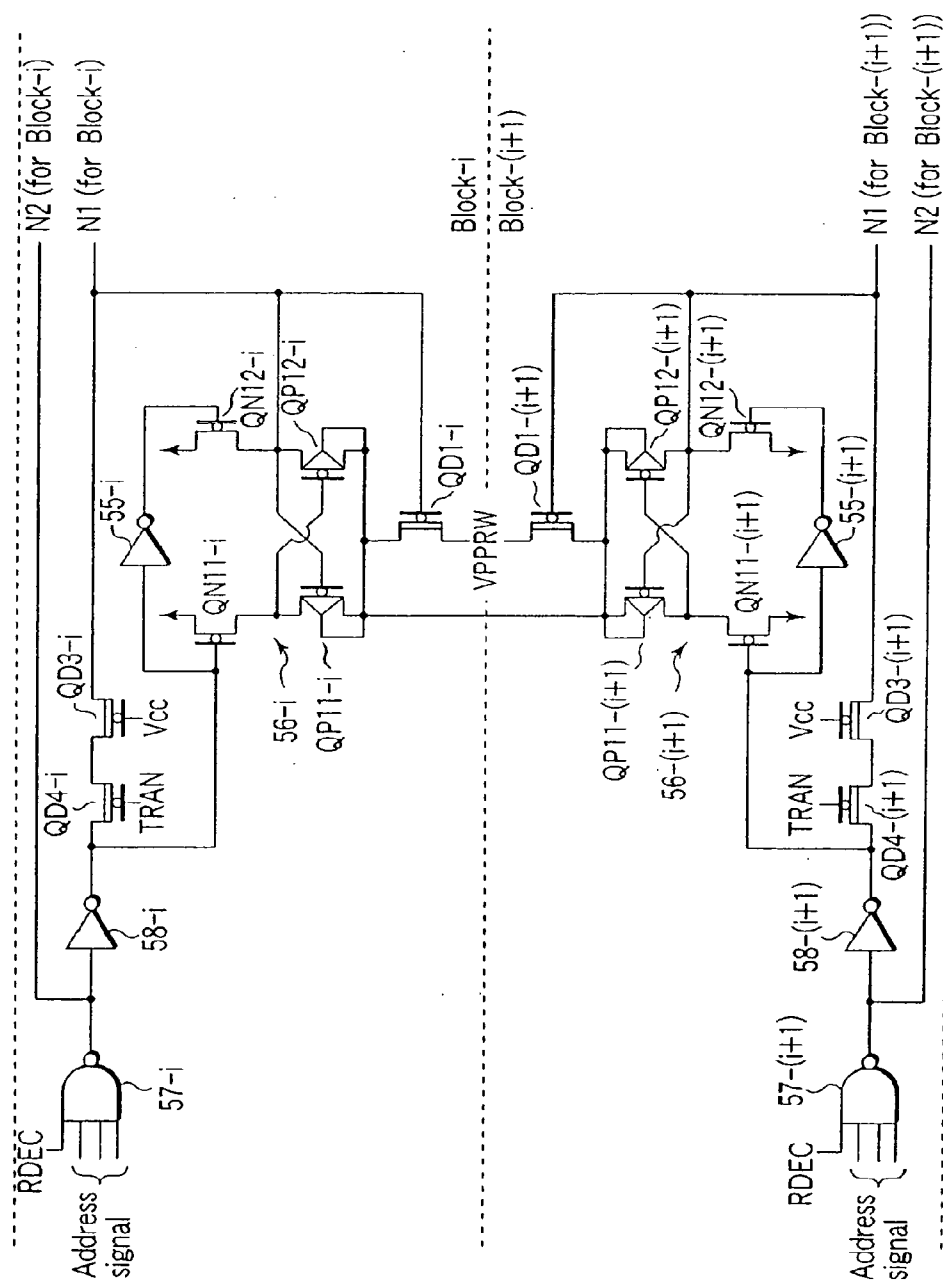 N2 (for Block-i)
N1 (for Block-i)
RDEC
Address
signal
57-i
58-i
QD4-i
TRAN
QD3-i
Vcc
55-i
QN11-i
QN12-i
56-i
QP11-i
QP12-i
QD1-i
Block-i
VPPRW
Block-(i+1)
QD1-(i+1)
QP11-(i+1)
QP12-(i+1)
56-(i+1)
QN12-(i+1)
QN11-(i+1)
55-(i+1)
Vcc
QD3-(i+1)
TRAN
QD4-(i+1)
58-(i+1)
57-(i+1)
RDEC
Address
signal
N1 (for Block-(i+1))
N2 (for Block-(i+1))